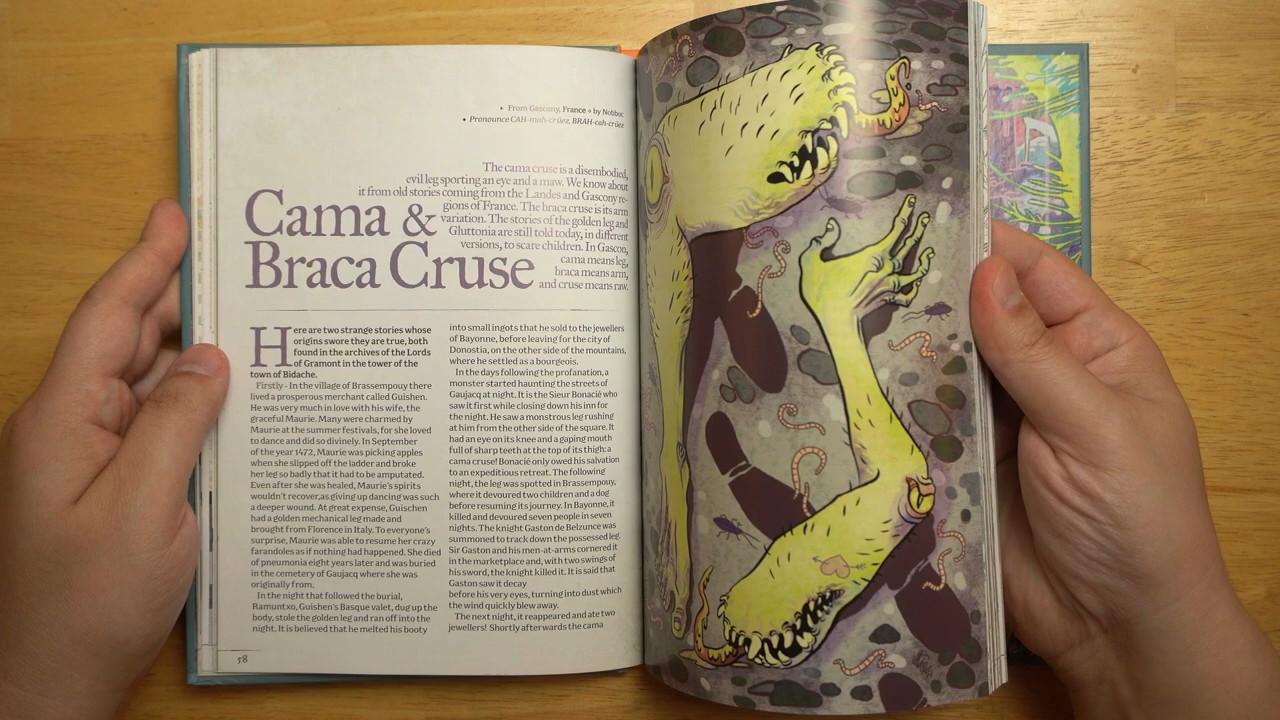 • From Gascony, France • by Nobboc
• Pronounce CAH-mah-crüez, BRAH-cah-crüez
The cama cruse is a disembodied,
evil leg sporting an eye and a maw. We know about
it from old stories coming from the Landes and Gascony re-
gions of France. The braca cruse is its arm
variation. The stories of the golden leg and
Gluttonia are still told today, in different
versions, to scare children. In Gascon,
cama means leg,
braca means arm,
and cruse means raw.
Cama &
Braca Cruse
Here are two strange stories whose
origins swore they are true, both
found in the archives of the Lords
of Gramont in the tower of the
town of Bidache.
Firstly - In the village of Brassempouy there
lived a prosperous merchant called Guishen.
He was very much in love with his wife, the
graceful Maurie. Many were charmed by
Maurie at the summer festivals, for she loved
to dance and did so divinely. In September
of the year 1472, Maurie was picking apples
when she slipped off the ladder and broke
her leg so badly that it had to be amputated.
Even after she was healed, Maurie's spirits
wouldn't recover,as giving up dancing was such
a deeper wound. At great expense, Guischen
had a golden mechanical leg made and
brought from Florence in Italy. To everyone's
surprise, Maurie was able to resume her crazy
farandoles as if nothing had happened. She died
of pneumonia eight years later and was buried
in the cemetery of Gaujacq where she was
originally from.
In the night that followed the burial,
Ramuntxo, Guishen's Basque valet, dug up the
body, stole the golden leg and ran off into the
night. It is believed that he melted his booty
into small ingots that he sold to the jewellers
of Bayonne, before leaving for the city of
Donostia, on the other side of the mountains,
where he settled as a bourgeois.
In the days following the profanation, a
monster started haunting the streets of
Gaujacq at night. It is the Sieur Bonacié who
saw it first while closing down his inn for
the night. He saw a monstrous leg rushing
at him from the other side of the square. It
had an eye on its knee and a gaping mouth
full of sharp teeth at the top of its thigh: a
cama cruse! Bonacié only owed his salvation
to an expeditious retreat. The following
night, the leg was spotted in Brassempouy,
where it devoured two children and a dog
before resuming its journey. In Bayonne, it
killed and devoured seven people in seven
nights. The knight Gaston de Belzunce was
summoned to track down the possessed leg.
Sir Gaston and his men-at-arms cornered it
in the marketplace and, with two swings of
his sword, the knight killed it. It is said that
Gaston saw it decay
before his very eyes, turning into dust which
the wind quickly blew away.
The next night, it reappeared and ate two
jewellers! Shortly afterwards the cama
58